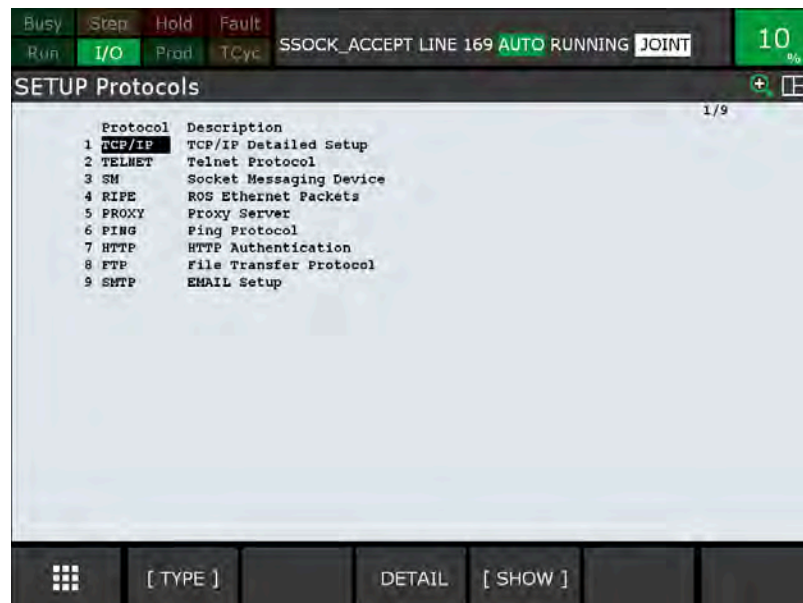 Busy Step Hold Fault
Run I/O Prod TCyc
SSOCK_ACCEPT LINE 169 AUTO RUNNING JOINT
10
%
SETUP Protocols
1/9
Protocol Description
1 TCP/IP TCP/IP Detailed Setup
2 TELNET Telnet Protocol
3 SM Socket Messaging Device
4 RIPE ROS Ethernet Packets
5 PROXY Proxy Server
6 PING Ping Protocol
7 HTTP HTTP Authentication
8 FTP File Transfer Protocol
9 SMTP EMAIL Setup
[ TYPE ] DETAIL [ SHOW ]